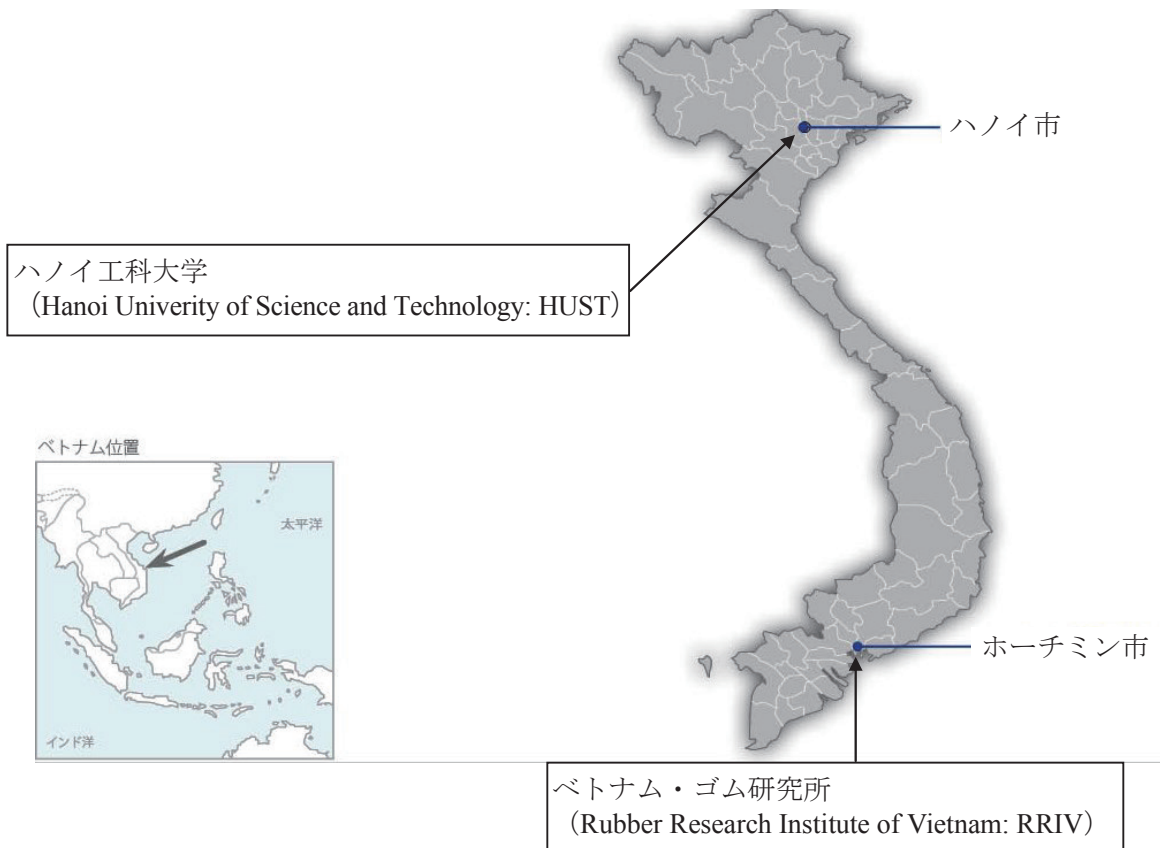 ハノイ市
ハノイ工科大学
（Hanoi Univerity of Science and Technology: HUST）
ベトナム位置
太平洋
インド洋
ホーチミン市
ベトナム・ゴム研究所
（Rubber Research Institute of Vietnam: RRIV）